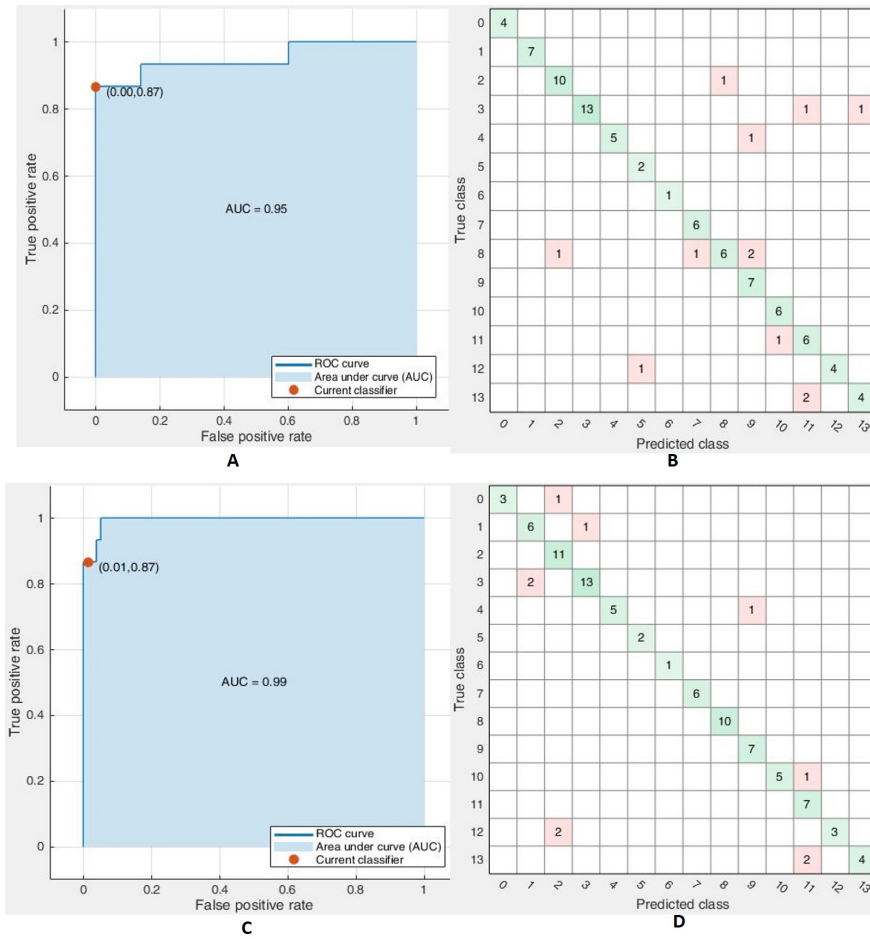 1
0.8
0.6
0.4
0.2
0
True positive rate
(0.00,0.87)
AUC = 0.95
ROC curve
Area under curve (AUC)
Current classifier
0 0.2 0.4 0.6 0.8 1
False positive rate
A
True class
0 4
1 7
2 10 1
3 13 1 1
4 5 1
5 2
6 1
7 6
8 1 1 6 2
9 7
10 6
11 1 6
12 1 4
13 2 4
0 1 2 3 4 5 6 7 8 9 10 11 12 13
Predicted class
B
1
0.8
0.6
0.4
0.2
0
True positive rate
(0.01,0.87)
AUC = 0.99
ROC curve
Area under curve (AUC)
Current classifier
0 0.2 0.4 0.6 0.8 1
False positive rate
C
True class
0 3 1
1 6 1
2 11
3 2 13
4 5 1
5 2
6 1
7 6
8 10
9 7
10 5 1
11 7
12 2 3
13 2 4
0 1 2 3 4 5 6 7 8 9 10 11 12 13
Predicted class
D